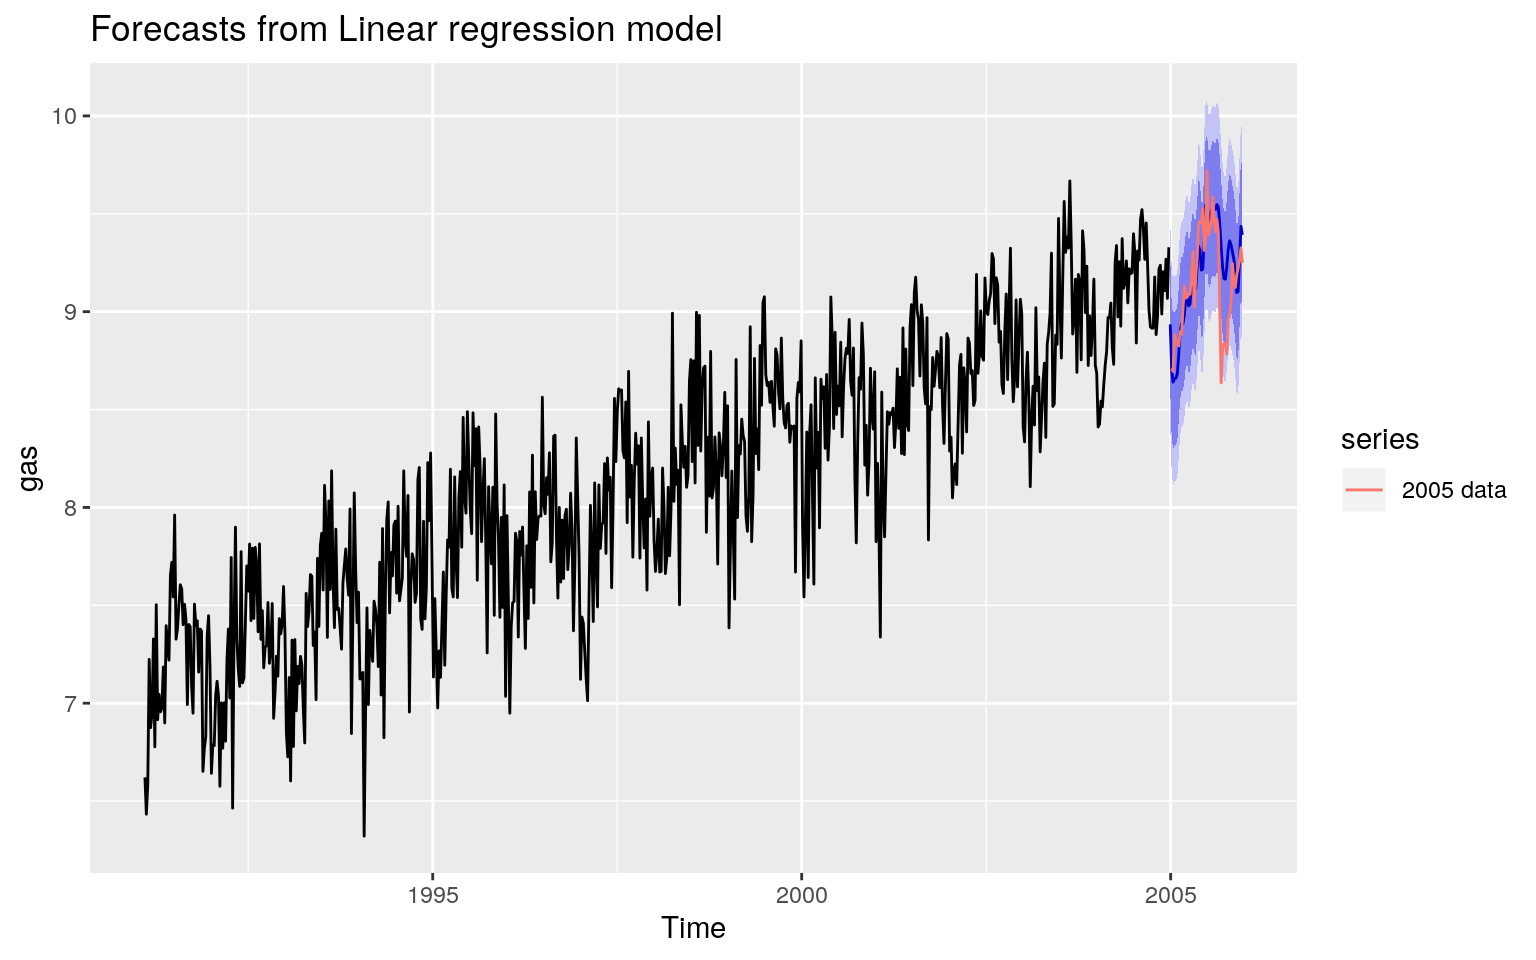 Forecasts from Linear regression model
10
9
8
7
gas
1995
2000
2005
Time
series
2005 data